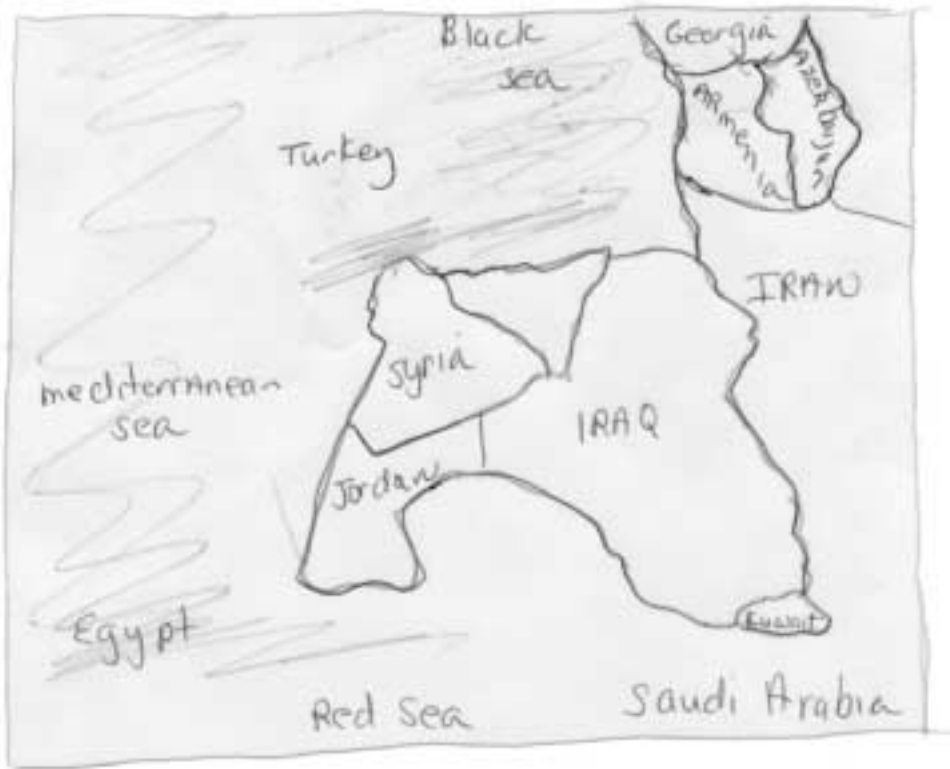 Black
sea
Georgia
Azerbaijan
Armenia
Turkey
IRAN
Syria
mediterranean
sea
IRAQ
Jordan
Kuwait
Egypt
Red Sea
Saudi Arabia